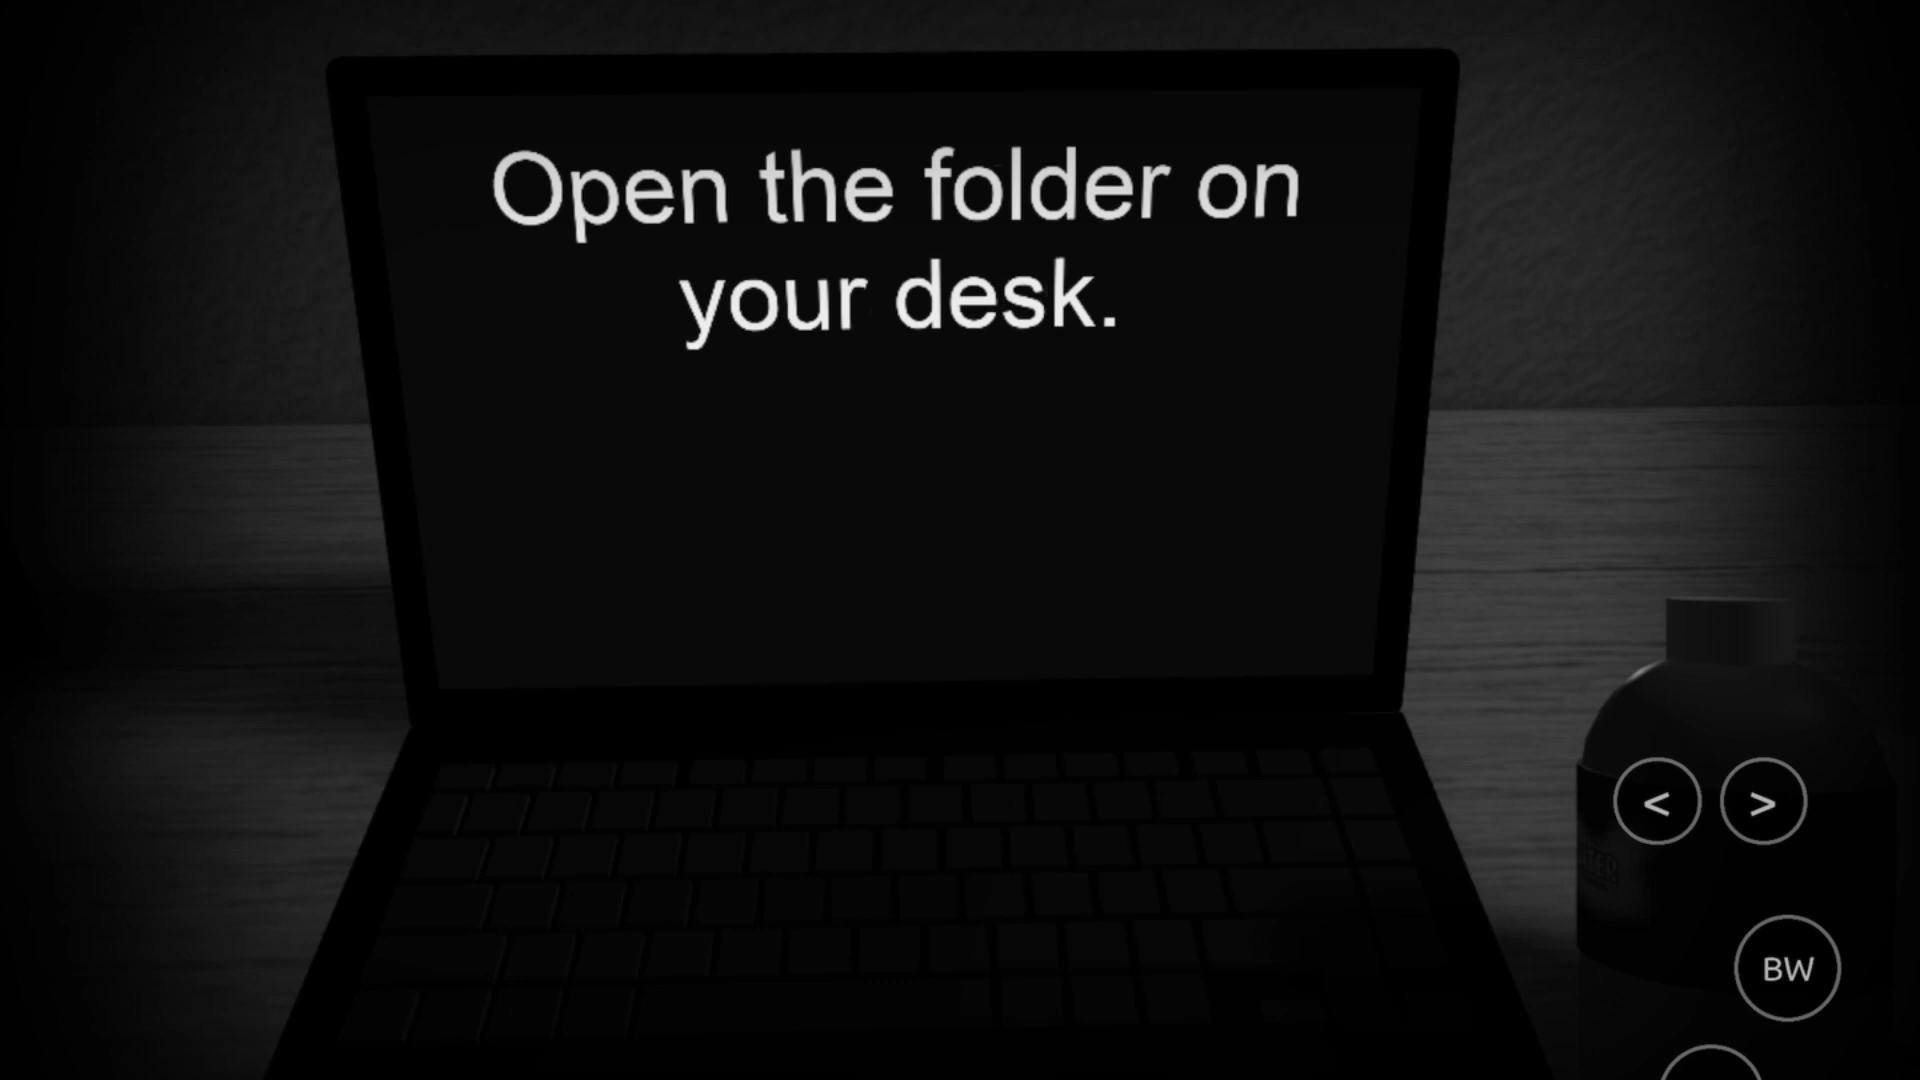 Open the folder on
your desk.
< >
BW